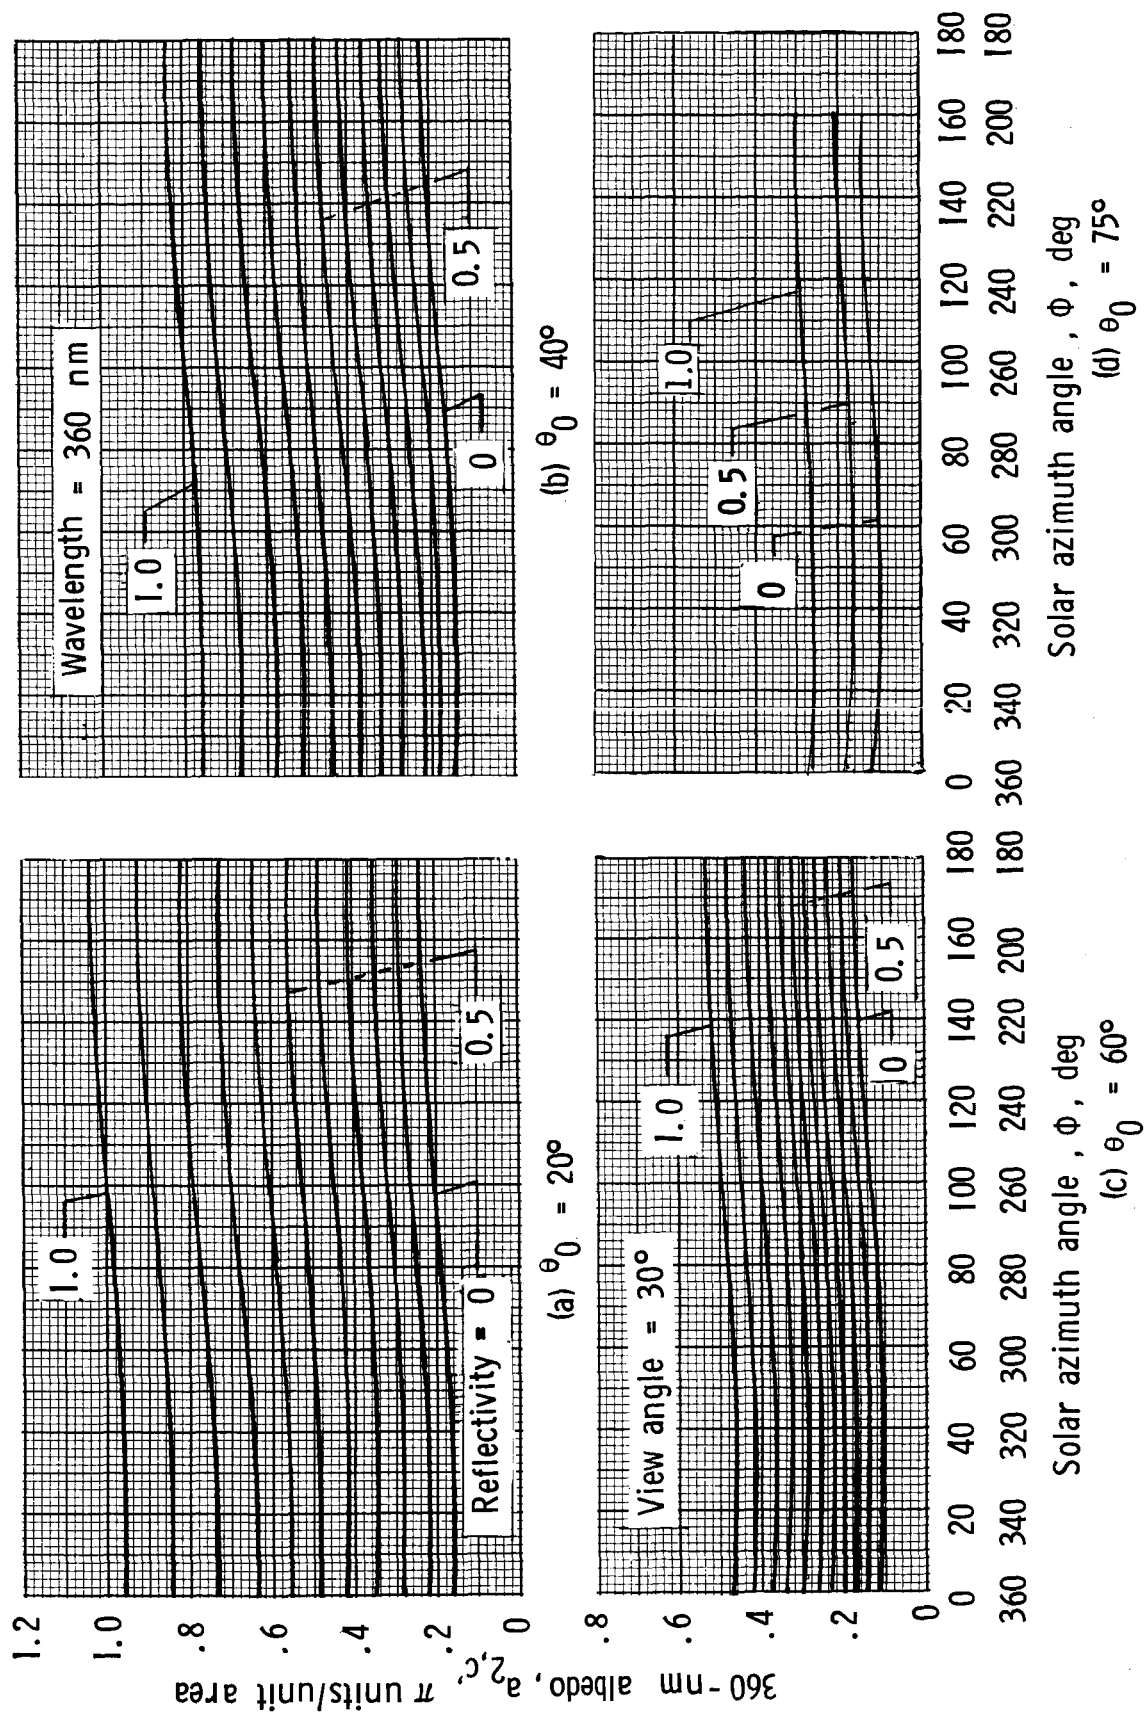 360-nm albedo, a2,c', π units/unit area
1.2
1.0
.8
.6
.4
.2
0
1.0
Reflectivity = 0
0.5
(a) θ0 = 20°
Wavelength = 360 nm
1.0
0
0.5
(b) θ0 = 40°
.8
.6
.4
.2
0
View angle = 30°
1.0
0
0.5
0 20 40 60 80 100 120 140 160 180
360 340 320 300 280 260 240 220 200 180
Solar azimuth angle, Φ, deg
(c) θ0 = 60°
0
0.5
1.0
0 20 40 60 80 100 120 140 160 180
360 340 320 300 280 260 240 220 200 180
Solar azimuth angle, Φ, deg
(d) θ0 = 75°